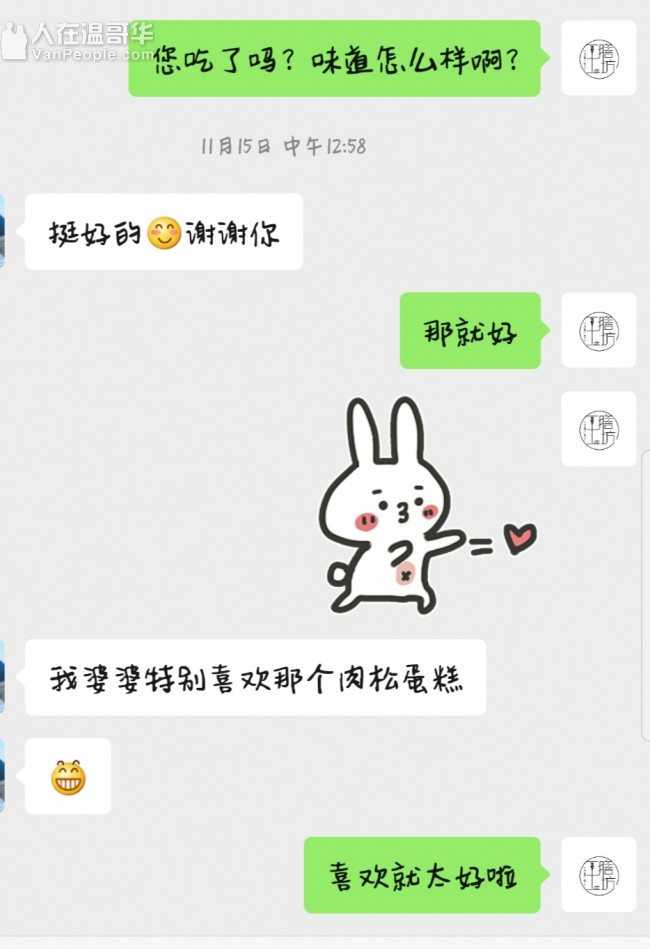 人在温哥华
VanPeople.com
您吃了吗？味道怎么样啊？
11月15日 中午12:58
挺好的😊谢谢你
那就好
我婆婆特别喜欢那个肉松蛋糕
😁
喜欢就太好啦